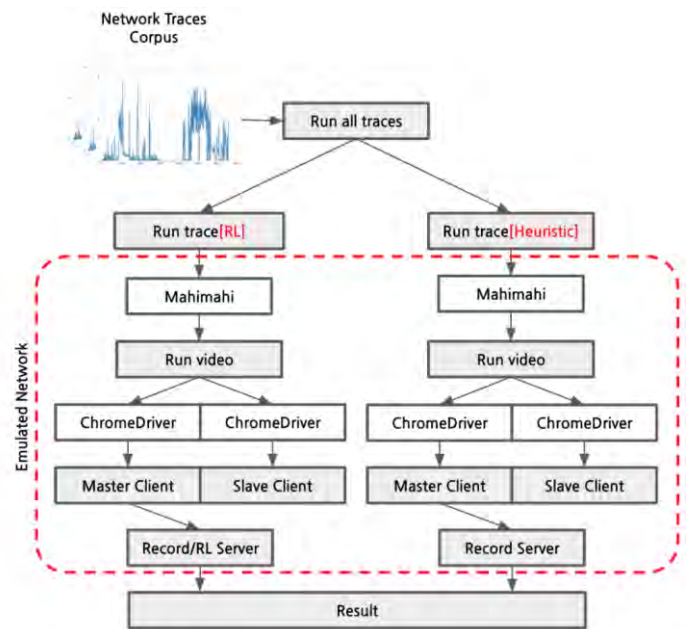 Network Traces
Corpus
Run all traces
Run trace[RL]
Run trace[Heuristic]
Emulated Network
Mahimahi
Mahimahi
Run video
Run video
ChromeDriver
ChromeDriver
ChromeDriver
ChromeDriver
Master Client
Slave Client
Master Client
Slave Client
Record/RL Server
Record Server
Result